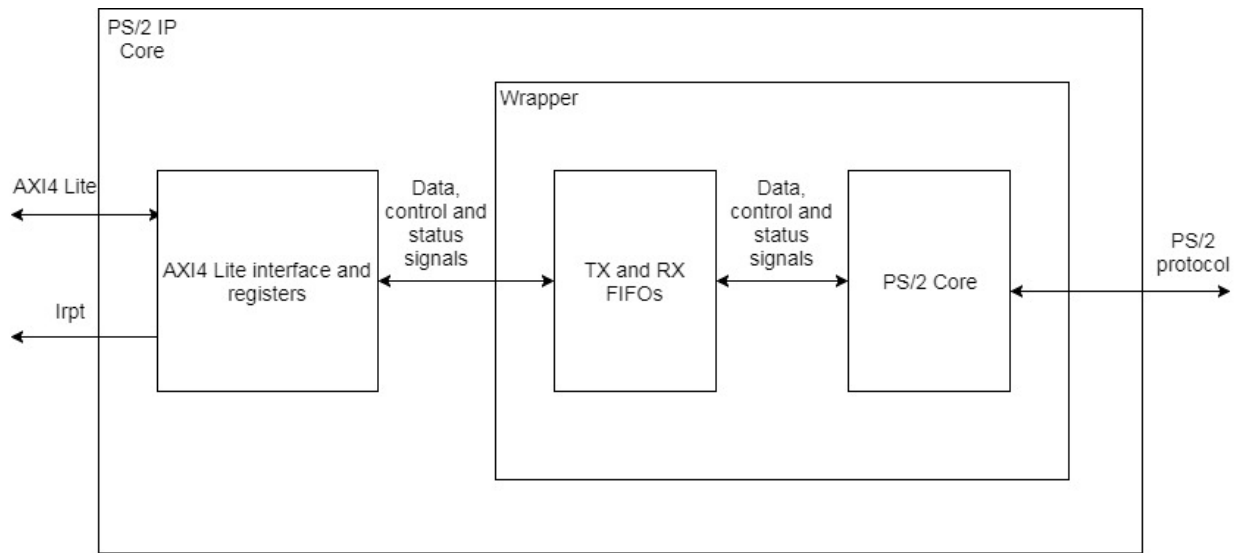 PS/2 IP
Core
Wrapper
AXI4 Lite
Data,
control and
status
signals
Data,
control and
status
signals
PS/2
protocol
AXI4 Lite interface and
registers
TX and RX
FIFOs
PS/2 Core
Irpt